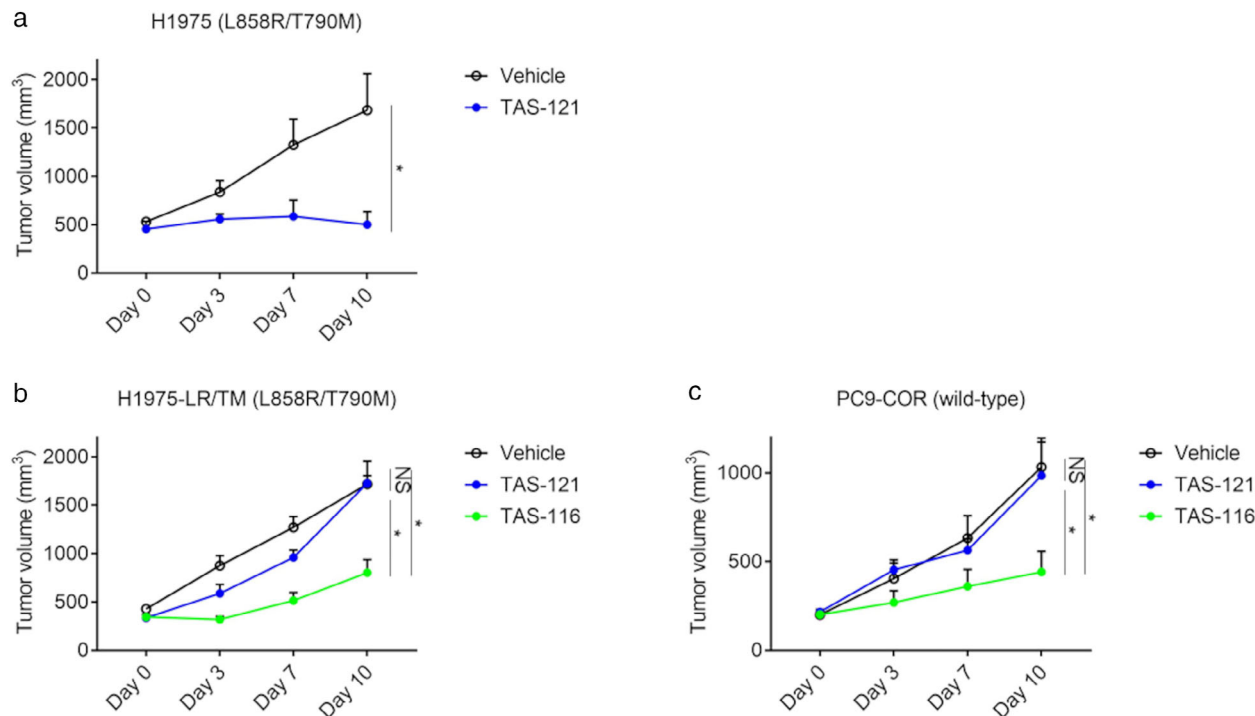 a
H1975 (L858R/T790M)
Tumor volume (mm³)
2000
1500
1000
500
0
Day 0
Day 3
Day 7
Day 10
*
Vehicle
TAS-121
b
H1975-LR/TM (L858R/T790M)
Tumor volume (mm³)
2000
1500
1000
500
0
Day 0
Day 3
Day 7
Day 10
NS
*
*
Vehicle
TAS-121
TAS-116
c
PC9-COR (wild-type)
Tumor volume (mm³)
1000
500
0
Day 0
Day 3
Day 7
Day 10
NS
*
*
Vehicle
TAS-121
TAS-116